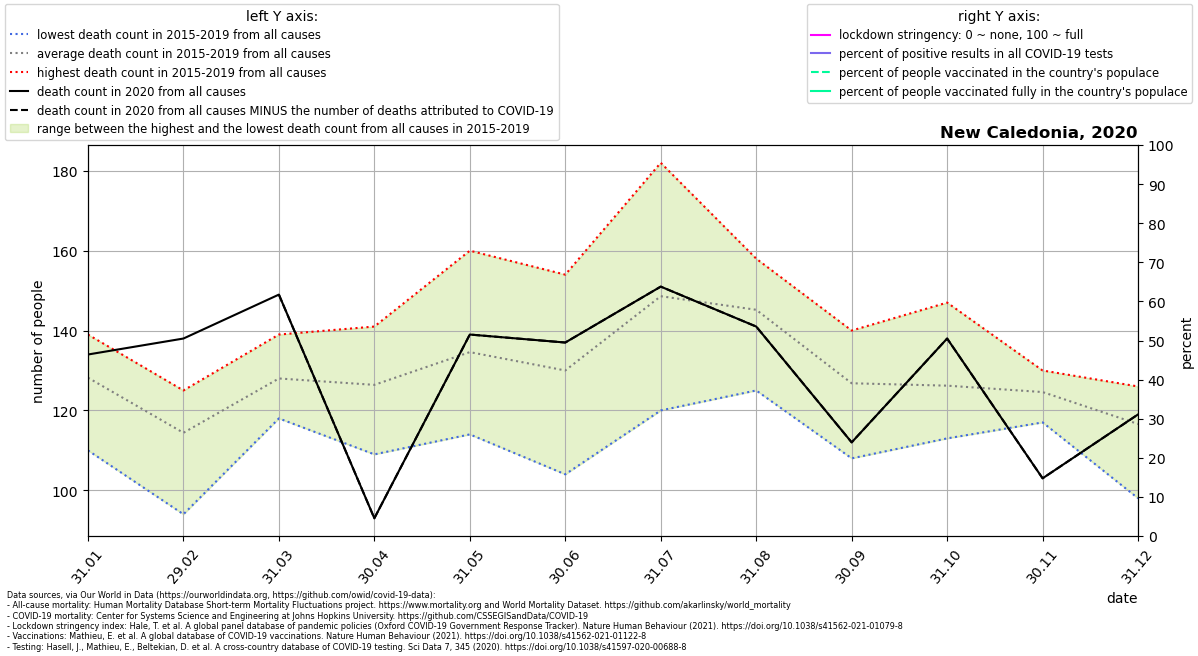 left Y axis:
lowest death count in 2015-2019 from all causes
average death count in 2015-2019 from all causes
highest death count in 2015-2019 from all causes
death count in 2020 from all causes
death count in 2020 from all causes MINUS the number of deaths attributed to COVID-19
range between the highest and the lowest death count from all causes in 2015-2019
right Y axis:
lockdown stringency: 0 ~ none, 100 ~ full
percent of positive results in all COVID-19 tests
percent of people vaccinated in the country's populace
percent of people vaccinated fully in the country's populace
New Caledonia, 2020
number of people
180
160
140
120
100
100
90
80
70
60
50
40
30
20
10
0
percent
31.01
29.02
31.03
30.04
31.05
30.06
31.07
31.08
30.09
31.10
30.11
31.12
date
Data sources, via Our World in Data (https://ourworldindata.org, https://github.com/owid/covid-19-data):
- All-cause mortality: Human Mortality Database Short-term Mortality Fluctuations project. https://www.mortality.org and World Mortality Dataset. https://github.com/akarlinsky/world_mortality
- COVID-19 mortality: Center for Systems Science and Engineering at Johns Hopkins University. https://github.com/CSSEGISandData/COVID-19
- Lockdown stringency index: Hale, T. et al. A global panel database of pandemic policies (Oxford COVID-19 Government Response Tracker). Nature Human Behaviour (2021). https://doi.org/10.1038/s41562-021-01079-8
- Vaccinations: Mathieu, E. et al. A global database of COVID-19 vaccinations. Nature Human Behaviour (2021). https://doi.org/10.1038/s41562-021-01122-8
- Testing: Hasell, J., Mathieu, E., Beltekian, D. et al. A cross-country database of COVID-19 testing. Sci Data 7, 345 (2020). https://doi.org/10.1038/s41597-020-00688-8